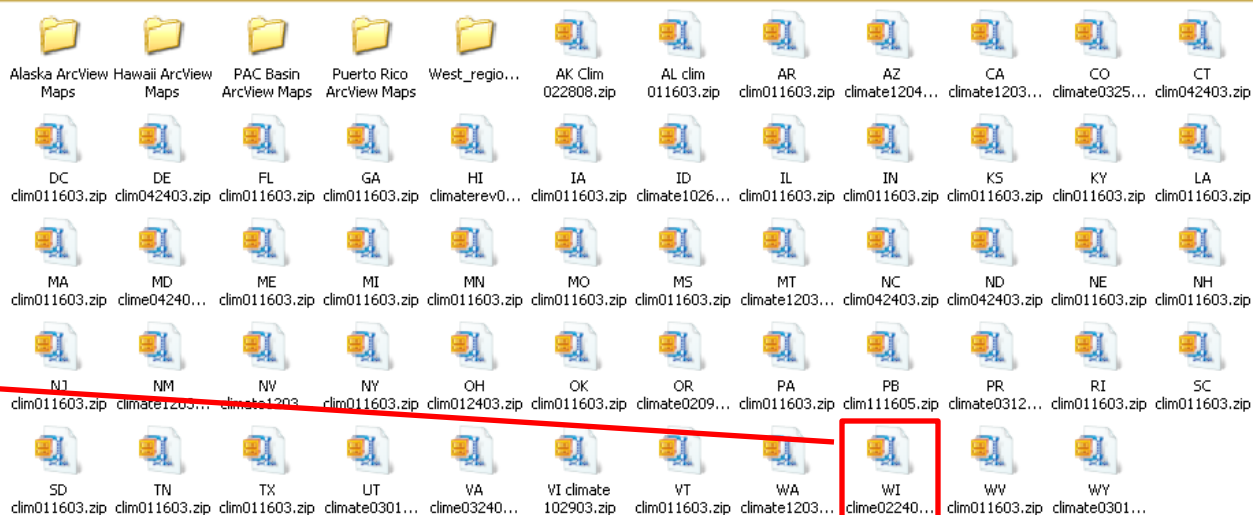 Alaska ArcView Hawaii ArcView PAC Basin Puerto Rico West_regio... AK Clim AL clim AR AZ CA CO CT
Maps Maps ArcView Maps ArcView Maps 022808.zip 011603.zip clim011603.zip climate1204... climate1203... climate0325... clim042403.zip
DC DE FL GA HI IA ID IL IN KS KY LA
clim011603.zip clim042403.zip clim011603.zip clim011603.zip climaterev0... clim011603.zip climate1026... clim011603.zip clim011603.zip clim011603.zip clin011603.zip clim011603.zip
MA MD ME MI MN MO MS MT NC ND NE NH
clim011603.zip clime04240... clim011603.zip clim011603.zip clim011603.zip clim011603.zip clim011603.zip climate1203... clim042403.zip clim042403.zip clim011603.zip clim011603.zip
NJ NM NV NY OH OK OR PA PB PR RI SC
clim011603.zip climate1203... climate1203... clim011603.zip clim012403.zip clim011603.zip climate0209... clim011603.zip clim111605.zip climate0312... clim011603.zip clim011603.zip
SD TN TX UT VA VI climate VT WA WI WV WY
clim011603.zip clim011603.zip clim011603.zip climate0301... clime03240... 102903.zip clim011603.zip climate1203... clime02240... clim011603.zip climate0301...